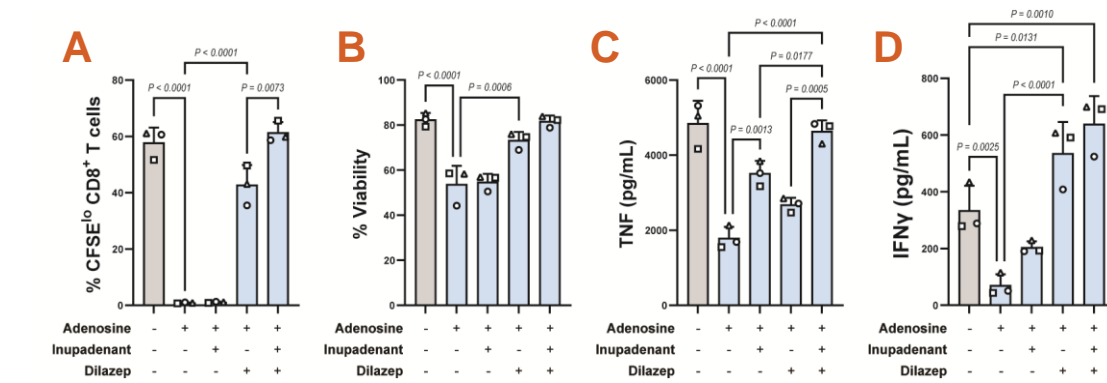 A
P < 0.0001
P < 0.0001
P = 0.0073
% CFSE^lo CD8^+ T cells
80
60
40
20
0
Adenosine - + + + +
Inupadenant - - + - +
Dilazep - - - + +
B
P < 0.0001
P = 0.0006
% Viability
100
80
60
40
20
0
Adenosine - + + + +
Inupadenant - - + - +
Dilazep - - - + +
C
P < 0.0001
P = 0.0177
P < 0.0001
P = 0.0005
P = 0.0013
TNF (pg/mL)
6000
4000
2000
0
Adenosine - + + + +
Inupadenant - - + - +
Dilazep - - - + +
D
P = 0.0010
P = 0.0131
P < 0.0001
P = 0.0025
IFNγ (pg/mL)
800
600
400
200
0
Adenosine - + + + +
Inupadenant - - + - +
Dilazep - - - + +